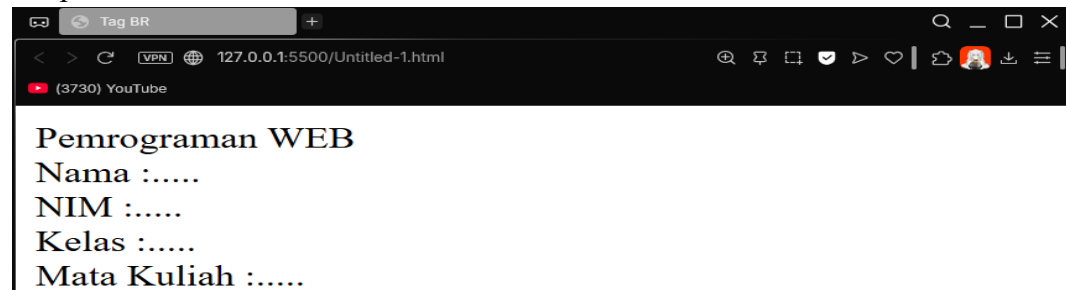 Tag BR
VPN 127.0.0.1:5500/Untitled-1.html
(3730) YouTube
Pemrograman WEB
Nama :.....
NIM :.....
Kelas :.....
Mata Kuliah :.....